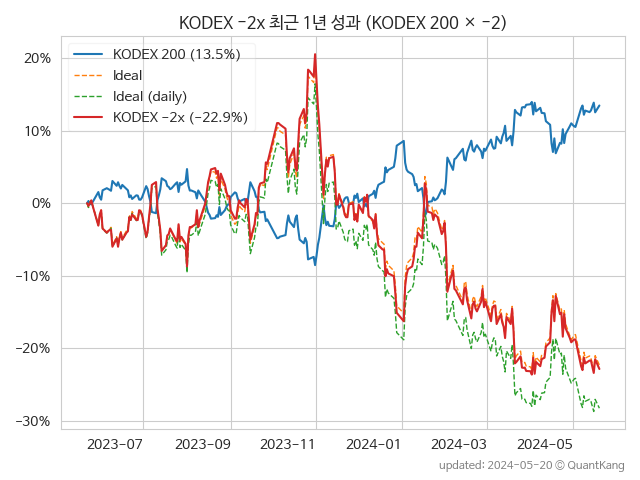 KODEX -2x 최근 1년 성과 (KODEX 200 × -2)
KODEX 200 (13.5%)
Ideal
Ideal (daily)
KODEX -2x (-22.9%)
20%
10%
0%
-10%
-20%
-30%
2023-07
2023-09
2023-11
2024-01
2024-03
2024-05
updated: 2024-05-20 © QuantKang